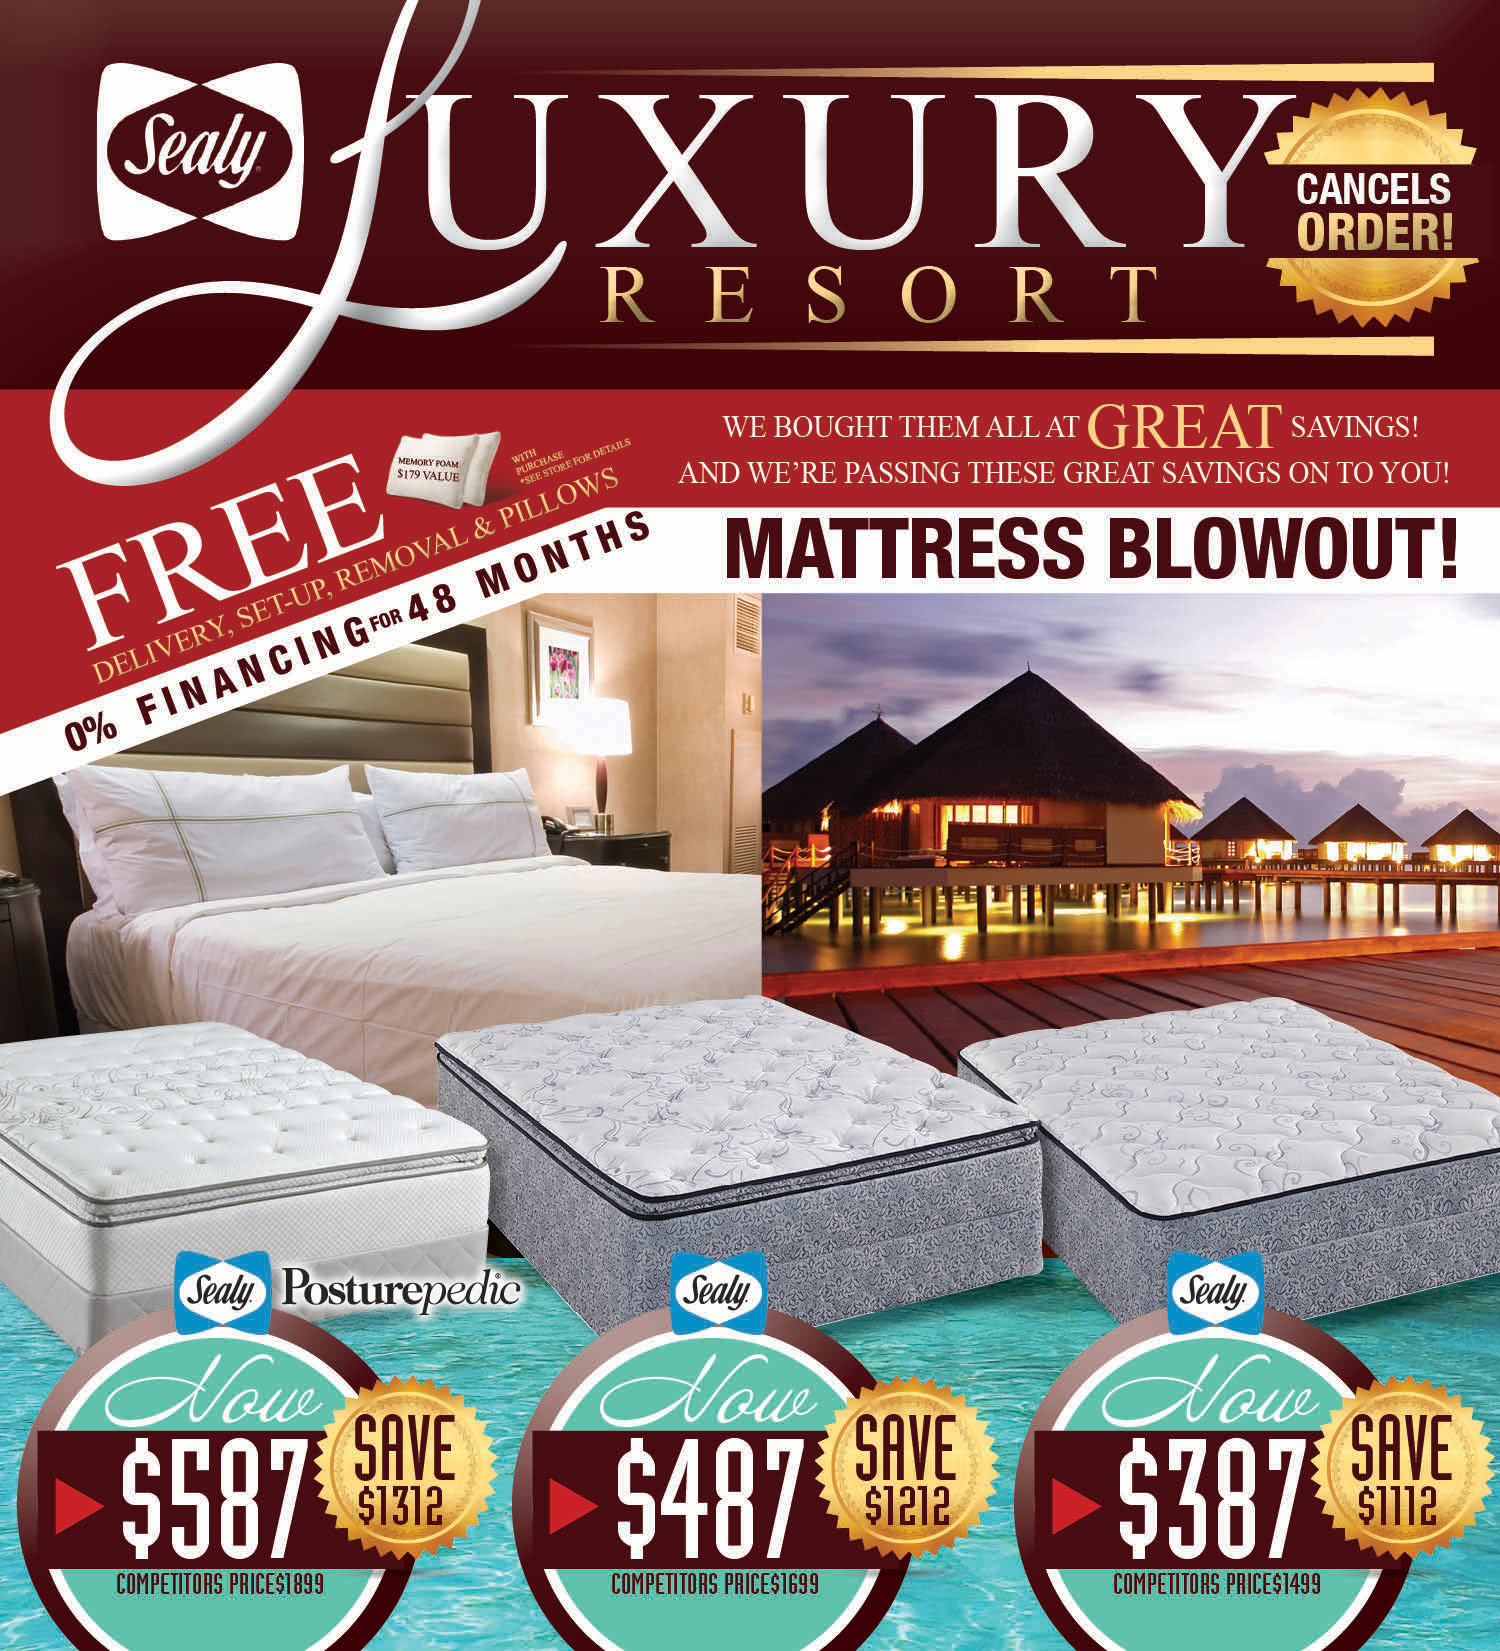 Sealy
LUXURY
RESORT
CANCELS
ORDER!
WE BOUGHT THEM ALL AT GREAT SAVINGS!
AND WE'RE PASSING THESE GREAT SAVINGS ON TO YOU!
FREE
MEMORY FOAM
$179 VALUE
WITH
PURCHASE
*SEE STORE FOR DETAILS
DELIVERY, SET-UP, REMOVAL & PILLOWS
0% FINANCING FOR 48 MONTHS
MATTRESS BLOWOUT!
Sealy Posturepedic
Now
$587
SAVE
$1312
COMPETITORS PRICE$1899
Sealy
Now
$487
SAVE
$1212
COMPETITORS PRICE$1699
Sealy
Now
$387
SAVE
$1112
COMPETITORS PRICE$1499